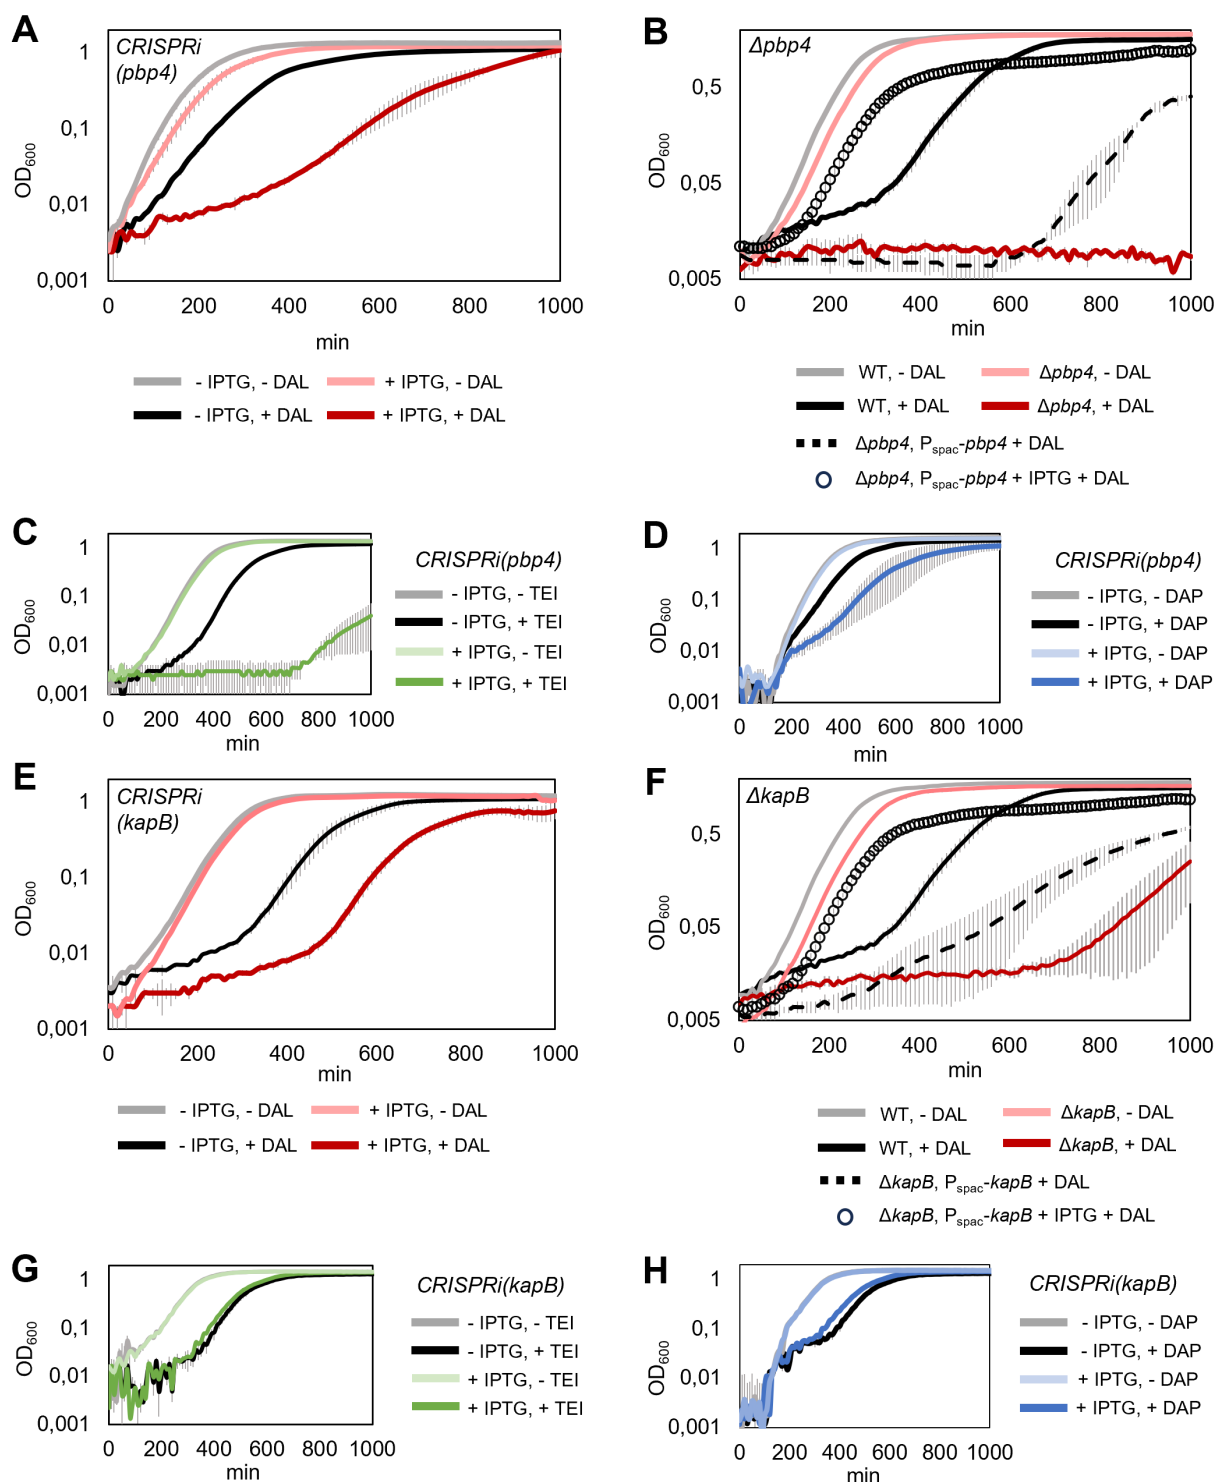 A
CRISPRi
(pbp4)
1
0,1
0,01
0,001
OD600
0 200 400 600 800 1000
min
- IPTG, - DAL + IPTG, - DAL
- IPTG, + DAL + IPTG, + DAL
B
Δpbp4
0,5
0,05
0,005
OD600
0 200 400 600 800 1000
min
WT, - DAL Δpbp4, - DAL
WT, + DAL Δpbp4, + DAL
Δpbp4, Pspac-pbp4 + DAL
Δpbp4, Pspac-pbp4 + IPTG + DAL
C
1
0,1
0,01
0,001
OD600
0 200 400 600 800 1000
min
CRISPRi(pbp4)
- IPTG, - TEI
- IPTG, + TEI
+ IPTG, - TEI
+ IPTG, + TEI
D
1
0,1
0,01
0,001
OD600
0 200 400 600 800 1000
min
CRISPRi(pbp4)
- IPTG, - DAP
- IPTG, + DAP
+ IPTG, - DAP
+ IPTG, + DAP
E
CRISPRi
(kapB)
1
0,1
0,01
0,001
OD600
0 200 400 600 800 1000
min
- IPTG, - DAL + IPTG, - DAL
- IPTG, + DAL + IPTG, + DAL
F
ΔkapB
0,5
0,05
0,005
OD600
0 200 400 600 800 1000
min
WT, - DAL ΔkapB, - DAL
WT, + DAL ΔkapB, + DAL
ΔkapB, Pspac-kapB + DAL
ΔkapB, Pspac-kapB + IPTG + DAL
G
1
0,1
0,01
0,001
OD600
0 200 400 600 800 1000
min
CRISPRi(kapB)
- IPTG, - TEI
- IPTG, + TEI
+ IPTG, - TEI
+ IPTG, + TEI
H
1
0,1
0,01
0,001
OD600
0 200 400 600 800 1000
min
CRISPRi(kapB)
- IPTG, - DAP
- IPTG, + DAP
+ IPTG, - DAP
+ IPTG, + DAP